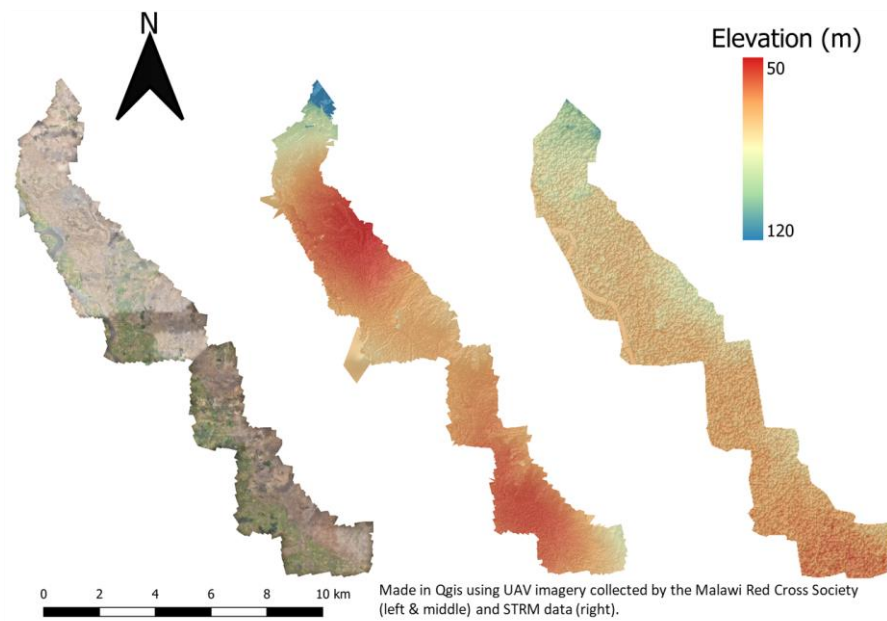 N
Elevation (m)
50
120
0 2 4 6 8 10 km
Made in Qgis using UAV imagery collected by the Malawi Red Cross Society
(left & middle) and STRM data (right).